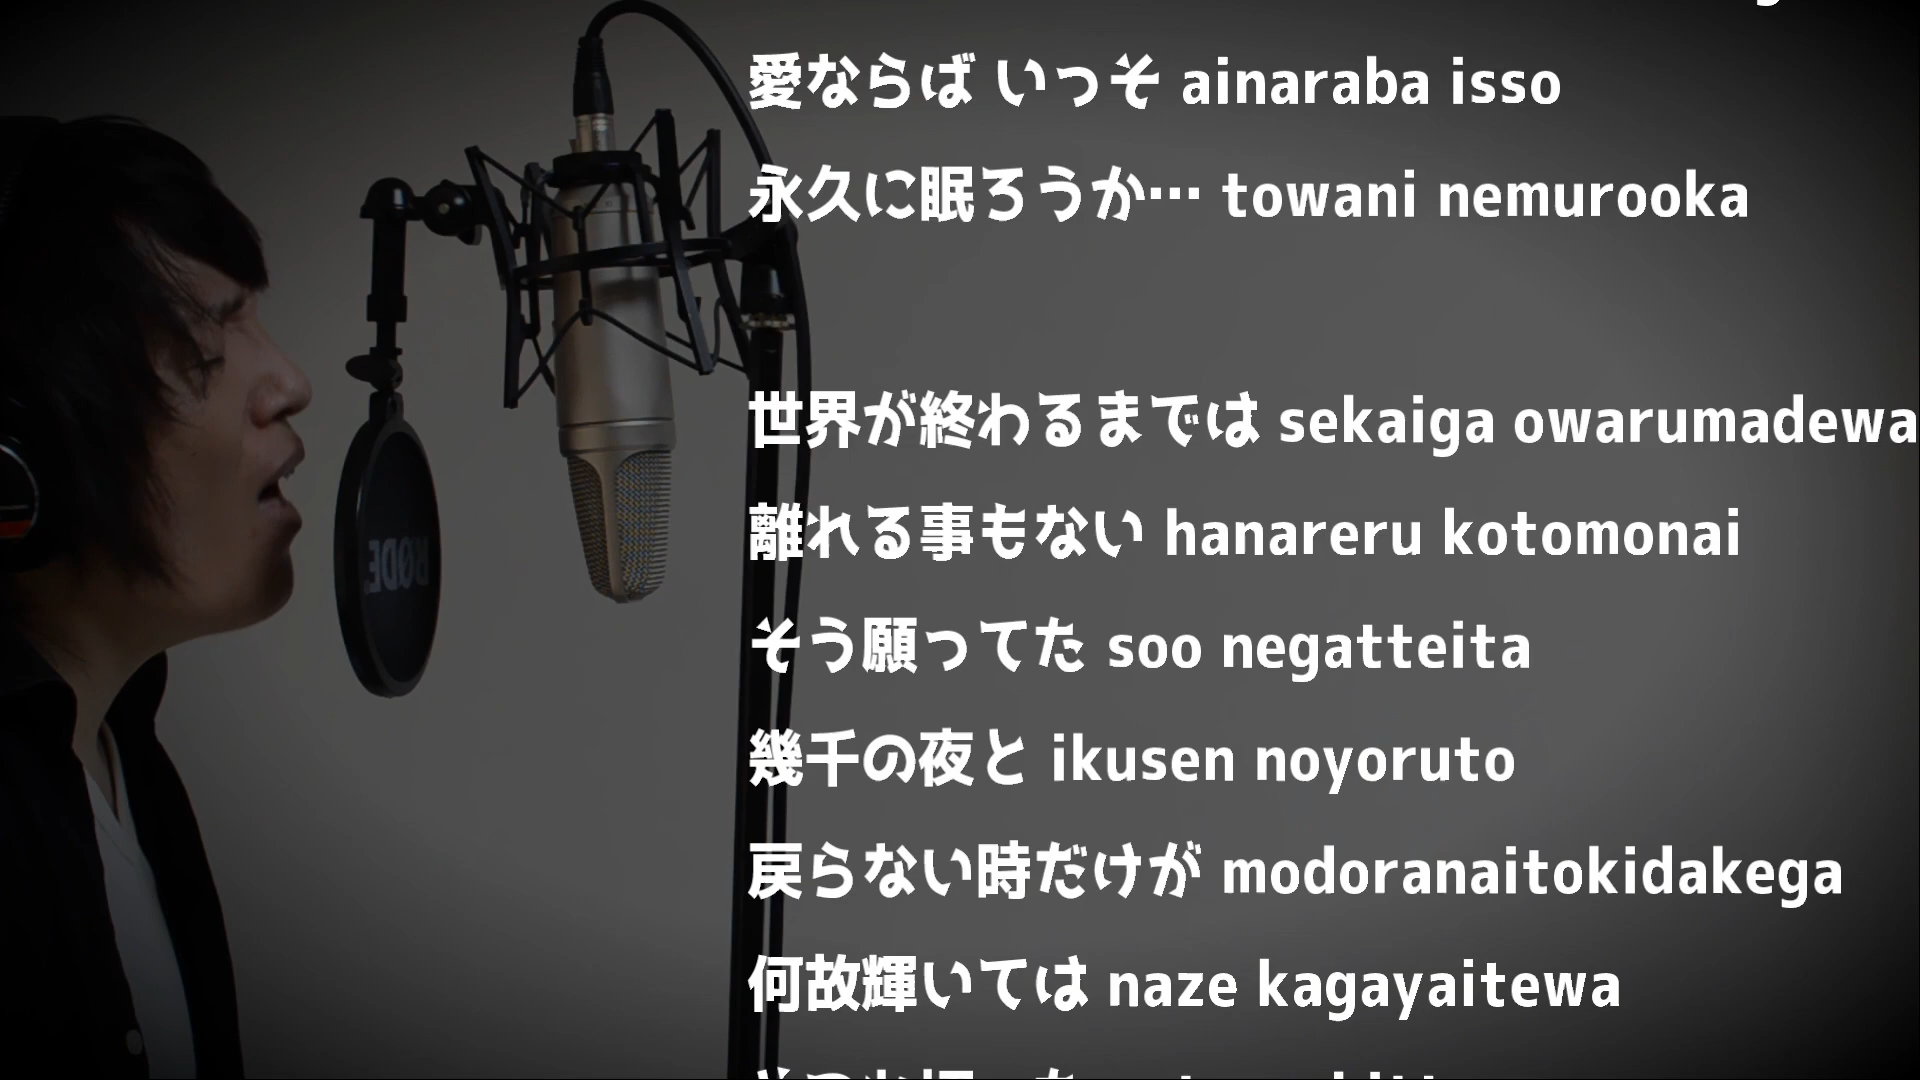 愛ならば いっそ ainaraba isso
永久に眠ろうか… towani nemurooka
世界が終わるまでは sekaiga owarumadewa
離れる事もない hanareru kotomonai
そう願ってた soo negatteita
幾千の夜と ikusen noyoruto
戻らない時だけが modoranaitokidakega
何故輝いては naze kagayaitewa
RØDE